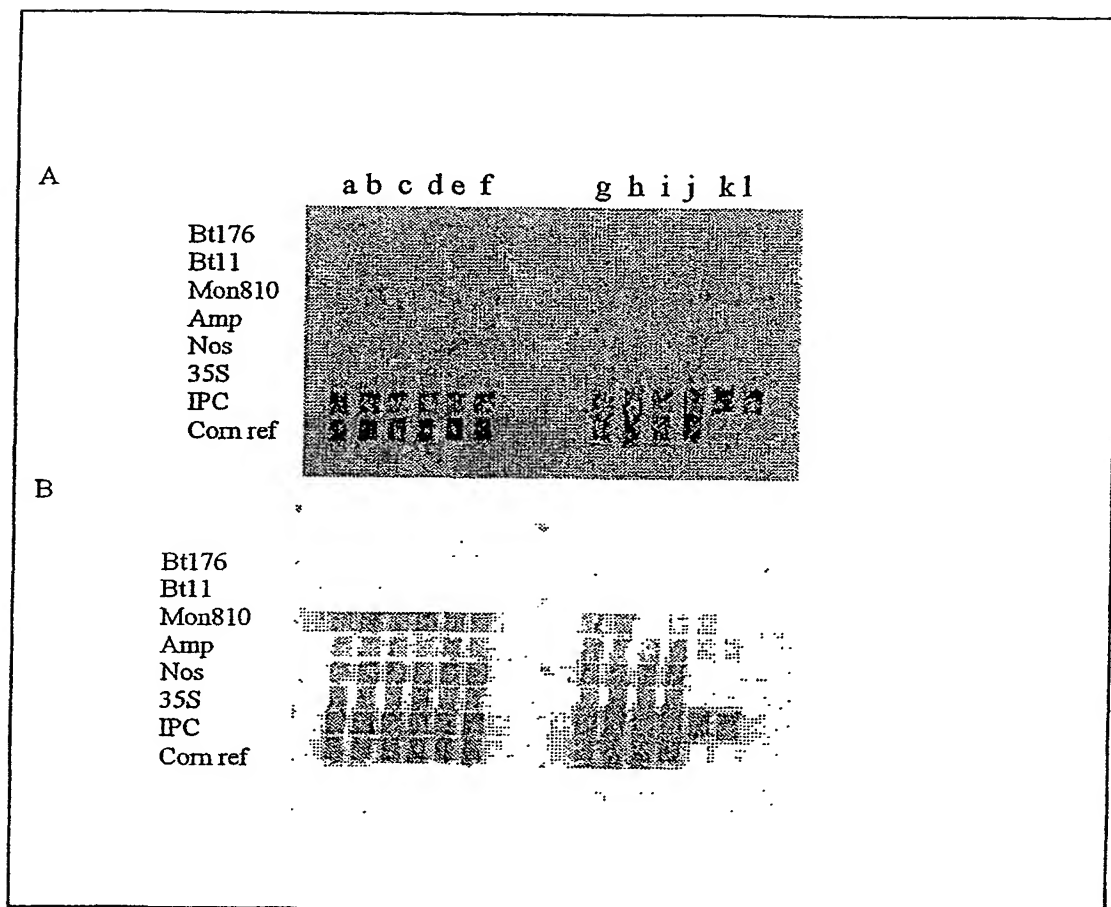 A
a b c d e f g h i j k l
Bt176
Bt11
Mon810
Amp
Nos
35S
IPC
Corn ref
B
Bt176
Bt11
Mon810
Amp
Nos
35S
IPC
Corn ref